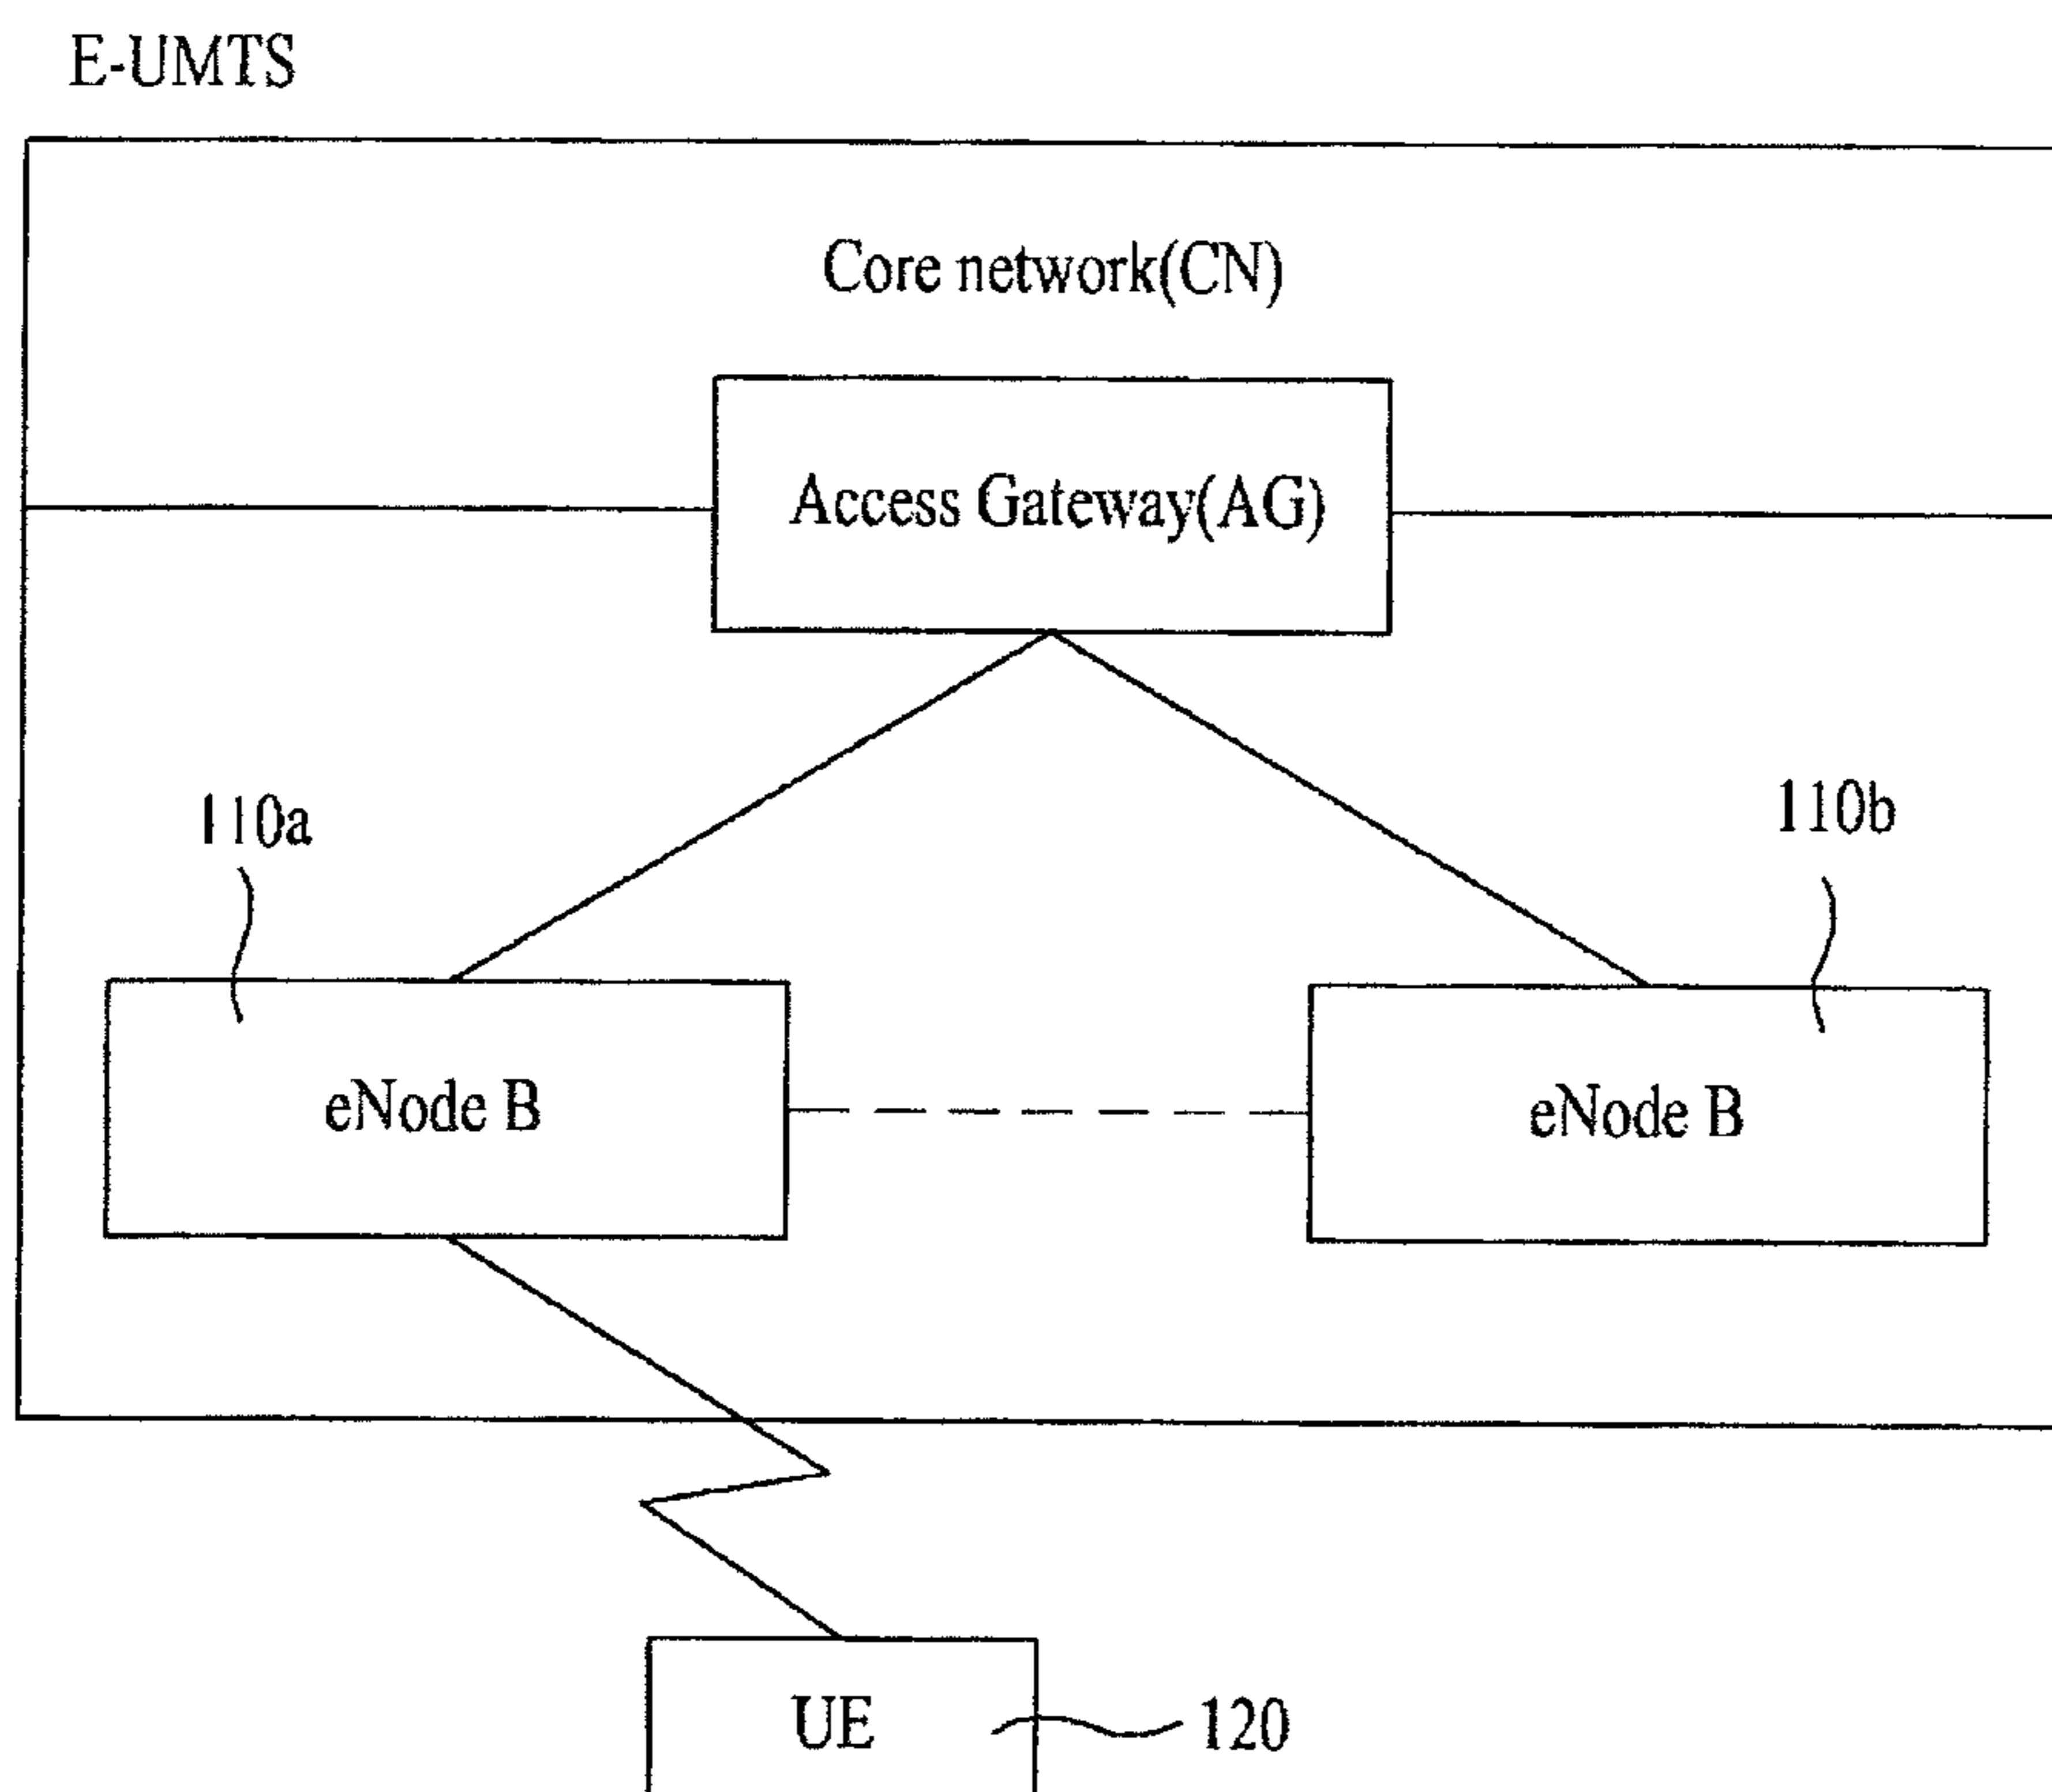 E-UMTS
Core network(CN)
Access Gateway(AG)
110a
110b
eNode B
eNode B
UE
120